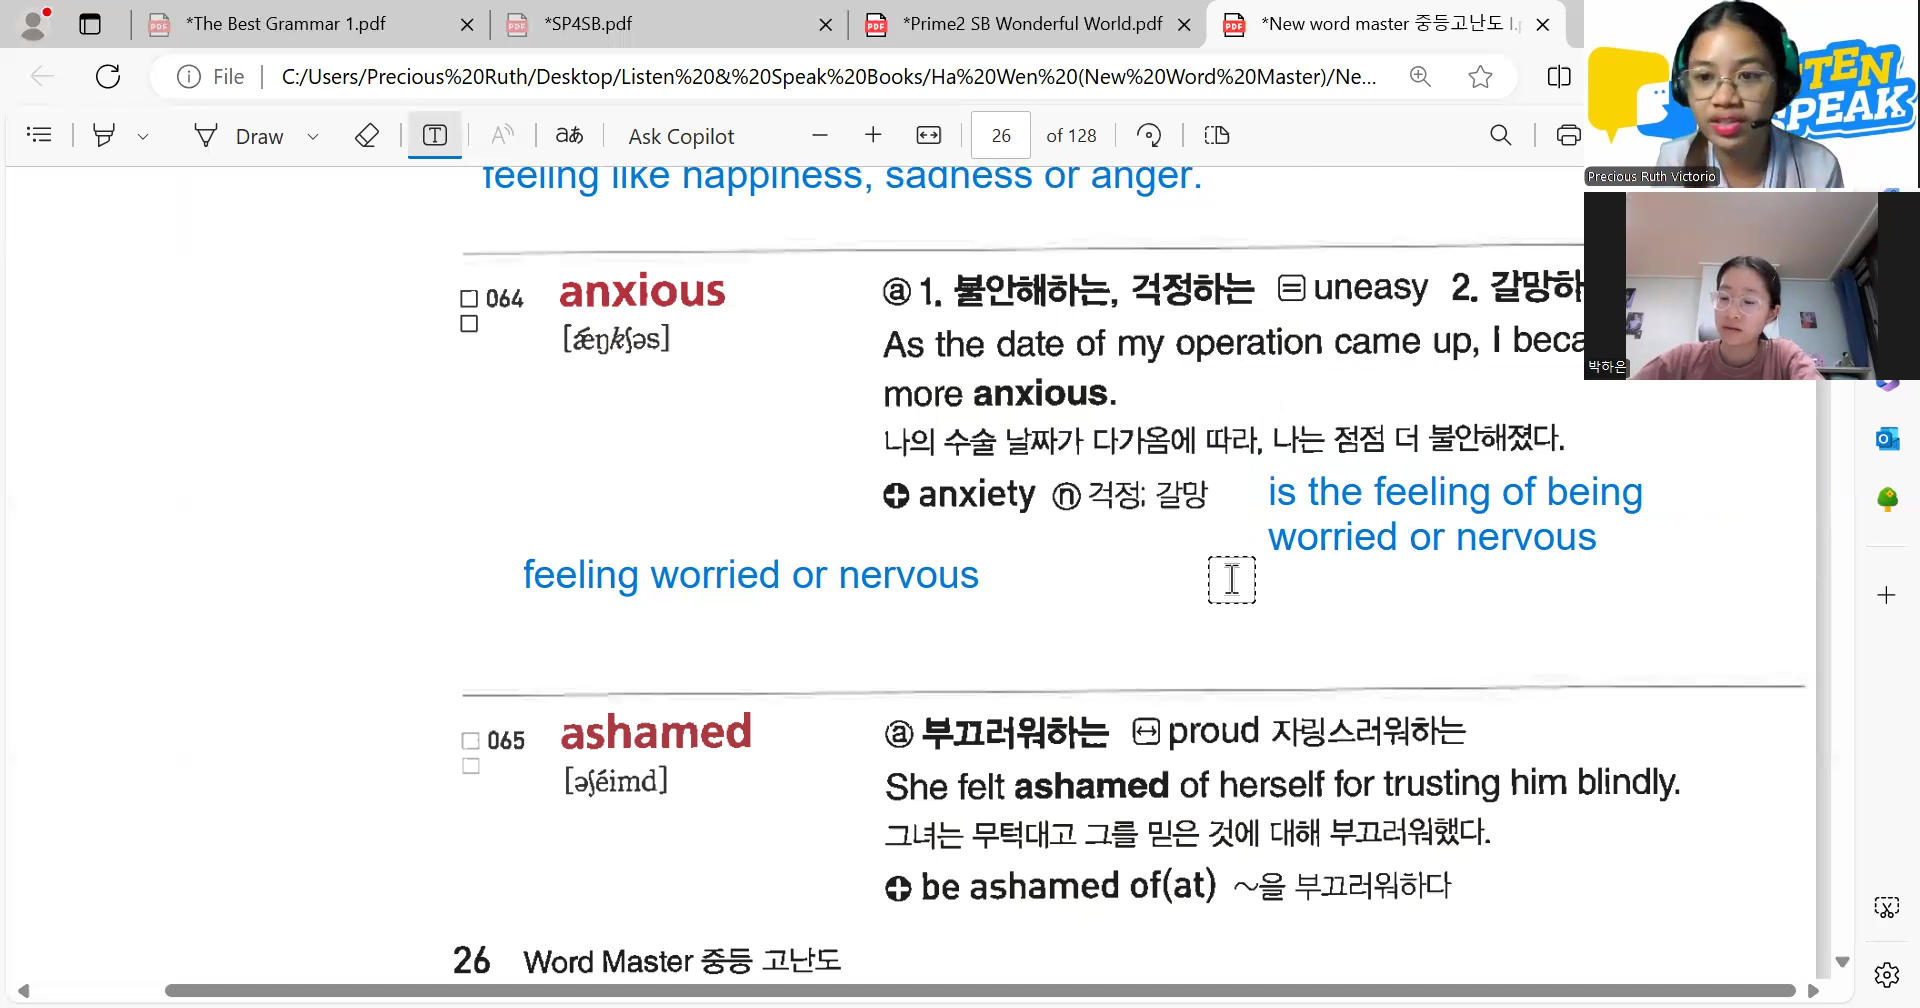 *The Best Grammar 1.pdf
*SP4SB.pdf
*Prime2 SB Wonderful World.pdf
*New word master 중등고난도 I.
File
C:/Users/Precious%20Ruth/Desktop/Listen%20&%20Speak%20Books/Ha%20Wen%20(New%20Word%20Master)/Ne...
Draw
Ask Copilot
26
of 128
TEN
SPEAK
Precious Ruth Victorio
박하은
feeling like happiness, sadness or anger.
064
anxious
[ǽŋkʃəs]
ⓐ 1. 불안해하는, 걱정하는 = uneasy 2. 갈망하
As the date of my operation came up, I beca
more anxious.
나의 수술 날짜가 다가옴에 따라, 나는 점점 더 불안해졌다.
anxiety ⓝ 걱정; 갈망
is the feeling of being
worried or nervous
feeling worried or nervous
065
ashamed
[əʃéimd]
ⓐ 부끄러워하는 ↔ proud 자랑스러워하는
She felt ashamed of herself for trusting him blindly.
그녀는 무턱대고 그를 믿은 것에 대해 부끄러워했다.
be ashamed of(at) ～을 부끄러워하다
26 Word Master 중등 고난도